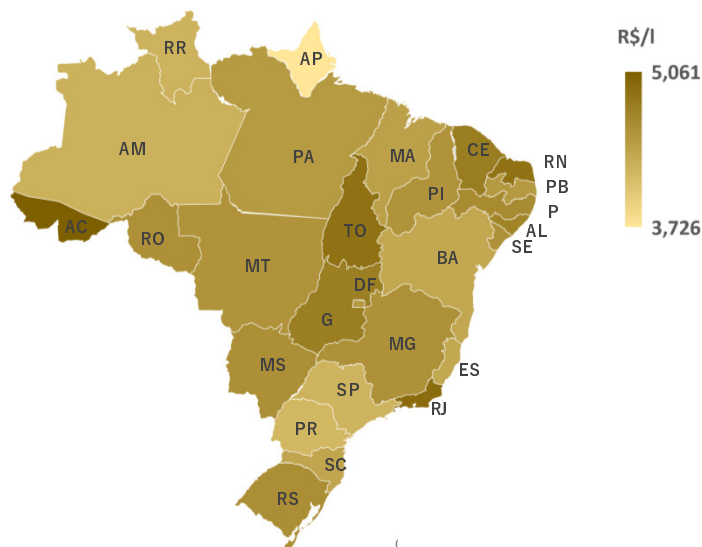 RR
AP
R$/l
5,061
3,726
AM
PA
MA
CE
RN
PB
PI
P
AL
SE
AC
RO
TO
BA
MT
DF
G
MG
MS
ES
SP
RJ
PR
SC
RS
(